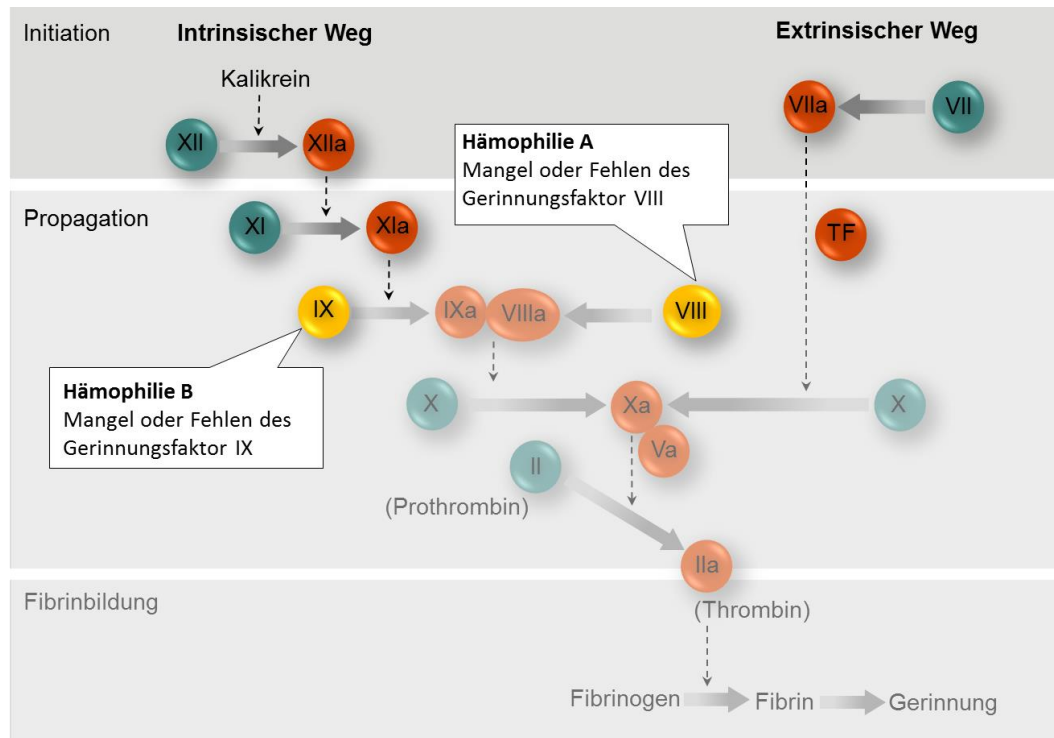 Initiation
Intrinsischer Weg
Extrinsischer Weg
Kalikrein
XII
XIIa
VIIa
VII
Hämophilie A
Mangel oder Fehlen des
Gerinnungsfaktor VIII
Propagation
XI
XIa
TF
IX
IXa
VIIIa
VIII
Hämophilie B
Mangel oder Fehlen des
Gerinnungsfaktor IX
X
Xa
X
Va
II
(Prothrombin)
IIa
(Thrombin)
Fibrinbildung
Fibrinogen
Fibrin
Gerinnung